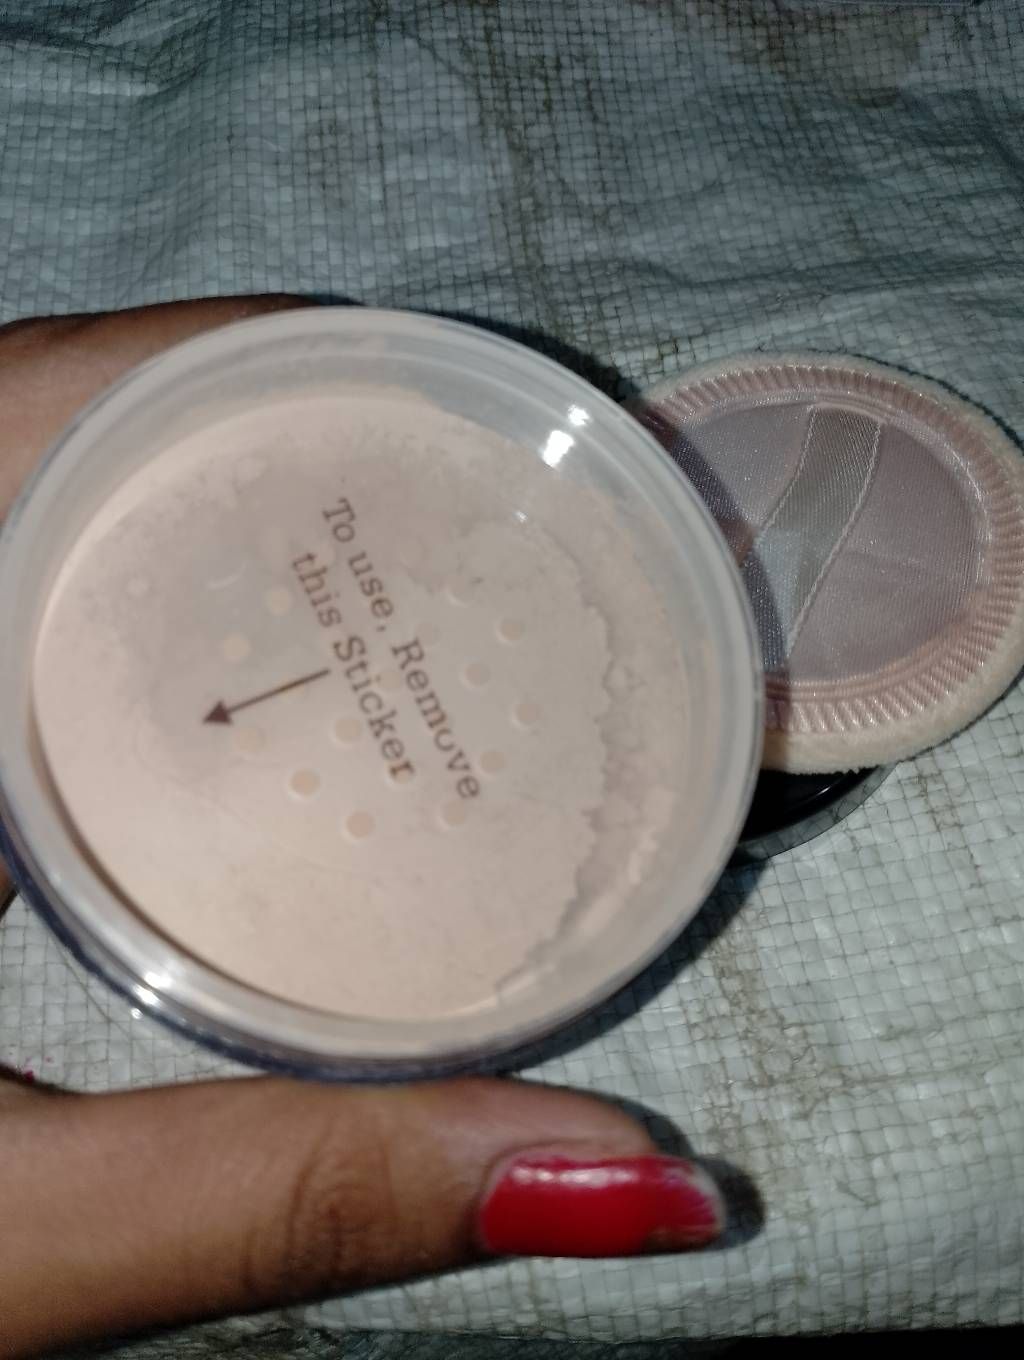 To use, Remove
this Sticker